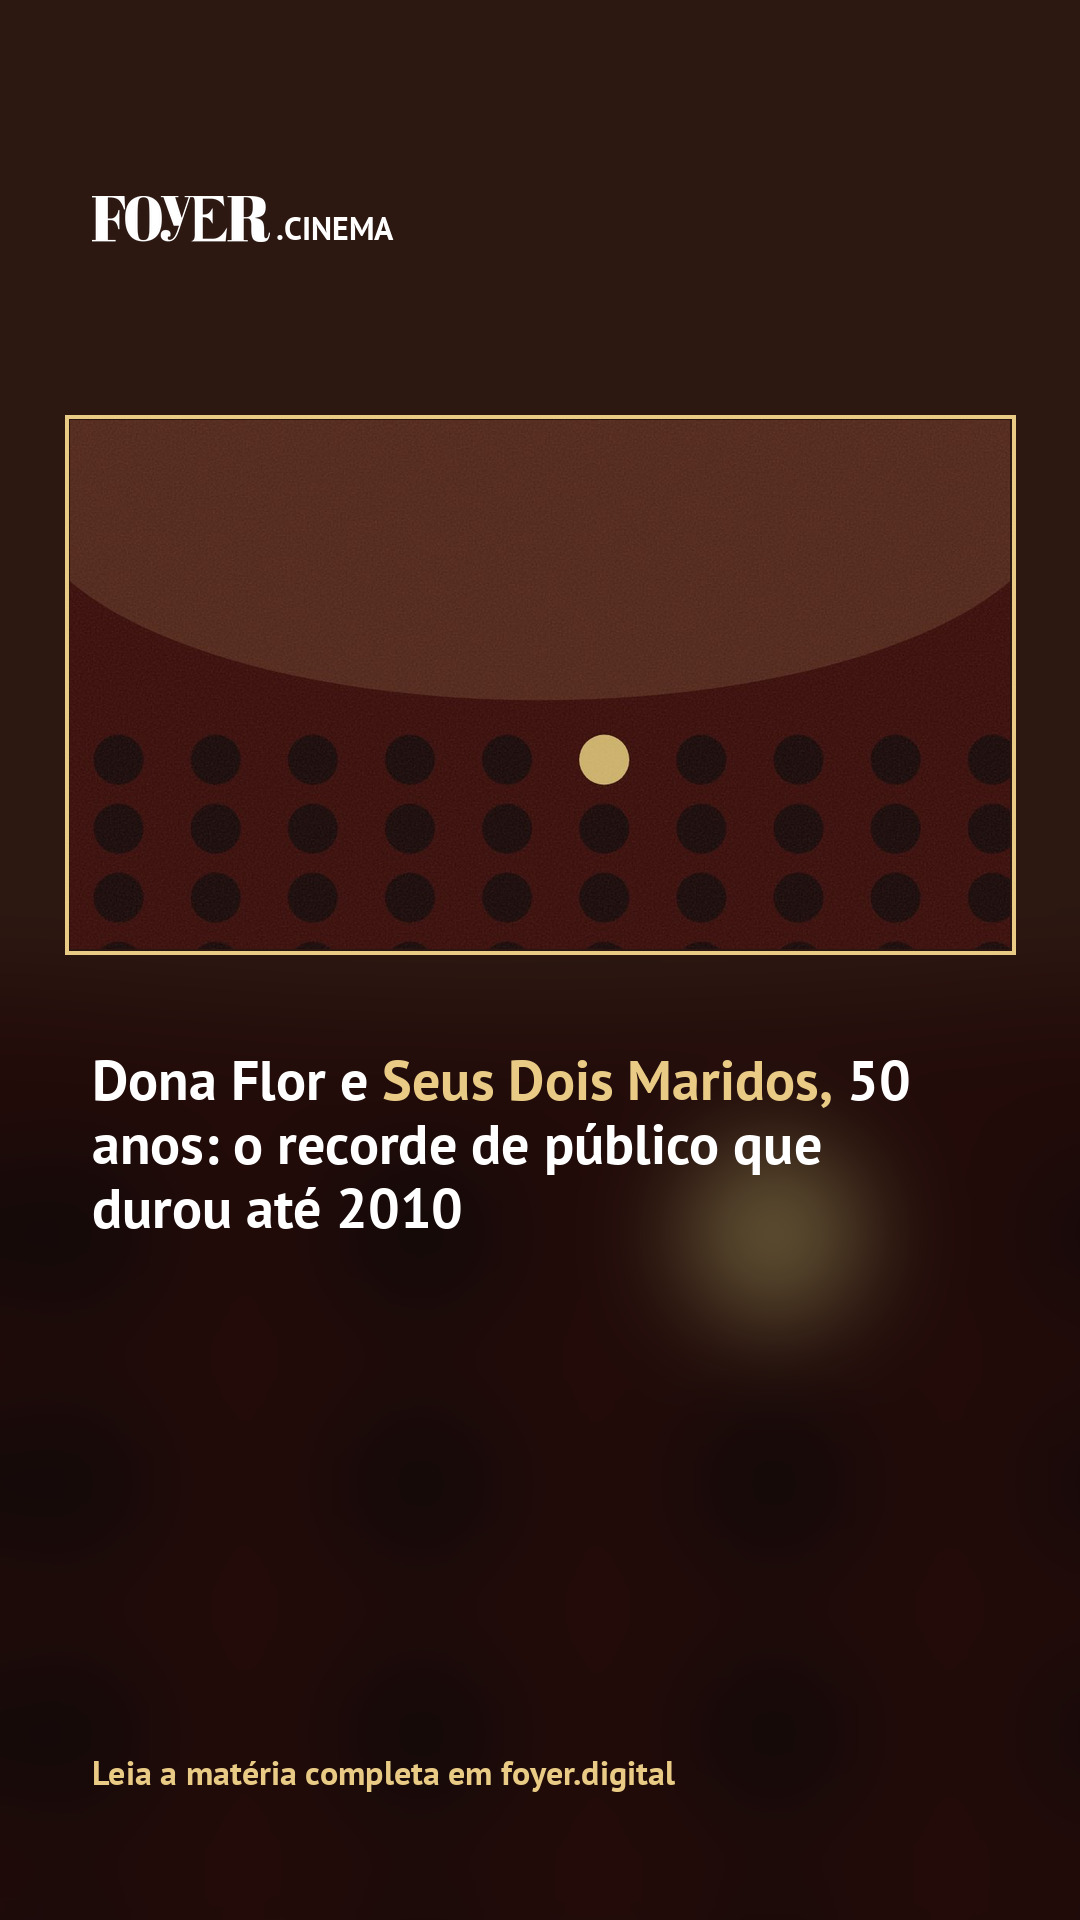 FOYER.CINEMA
Dona Flor e Seus Dois Maridos, 50
anos: o recorde de público que
durou até 2010
Leia a matéria completa em foyer.digital